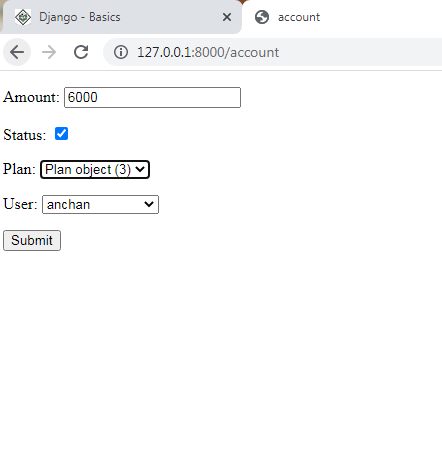 Django - Basics
account
127.0.0.1:8000/account
Amount: 6000
Status:
Plan: Plan object (3)
User: anchan
Submit